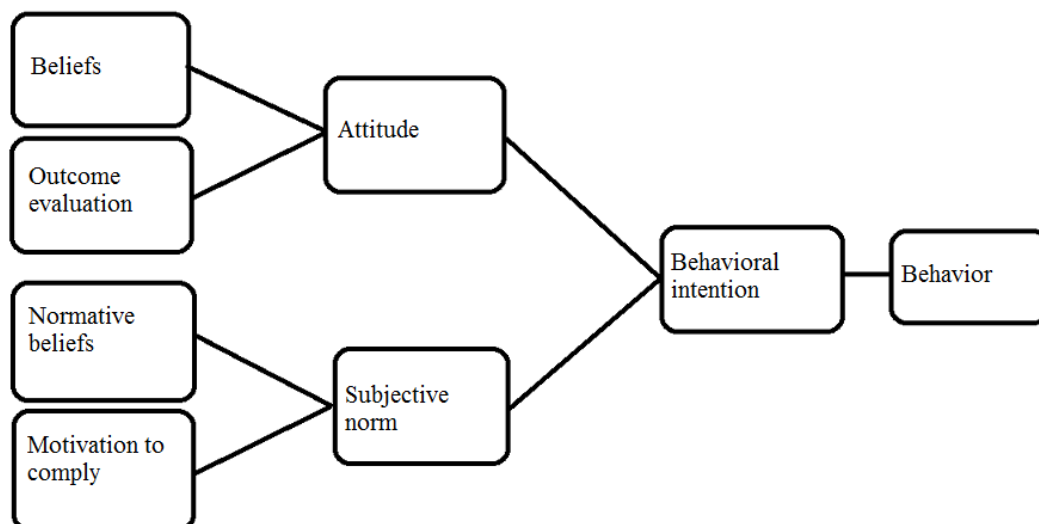 Beliefs
Outcome
evaluation
Attitude
Normative
beliefs
Motivation to
comply
Subjective
norm
Behavioral
intention
Behavior